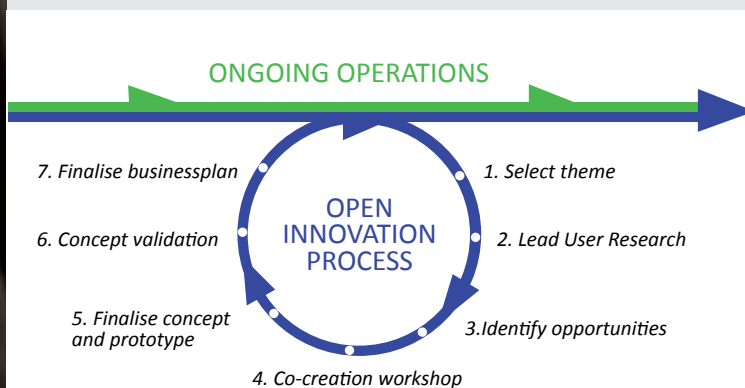 ONGOING OPERATIONS
OPEN
INNOVATION
PROCESS
1. Select theme
2. Lead User Research
3.Identify opportunities
4. Co-creation workshop
5. Finalise concept
and prototype
6. Concept validation
7. Finalise businessplan